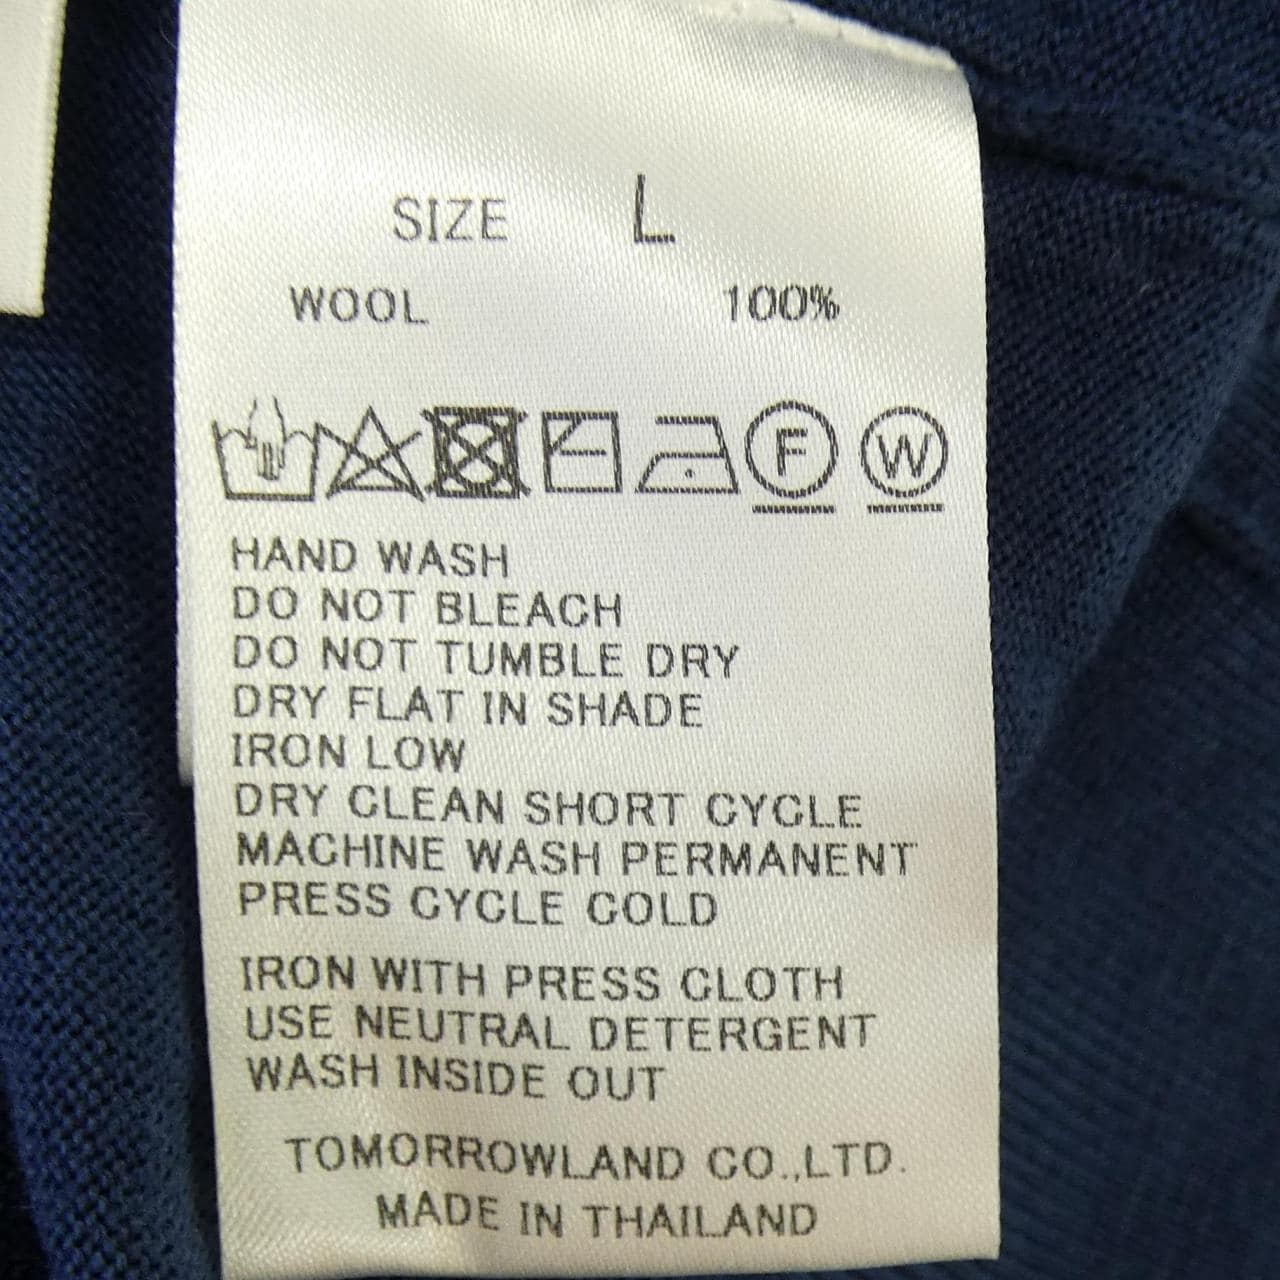 SIZE L
WOOL 100%
F W
HAND WASH
DO NOT BLEACH
DO NOT TUMBLE DRY
DRY FLAT IN SHADE
IRON LOW
DRY CLEAN SHORT CYCLE
MACHINE WASH PERMANENT
PRESS CYCLE COLD
IRON WITH PRESS CLOTH
USE NEUTRAL DETERGENT
WASH INSIDE OUT
TOMORROWLAND CO.,LTD.
MADE IN THAILAND